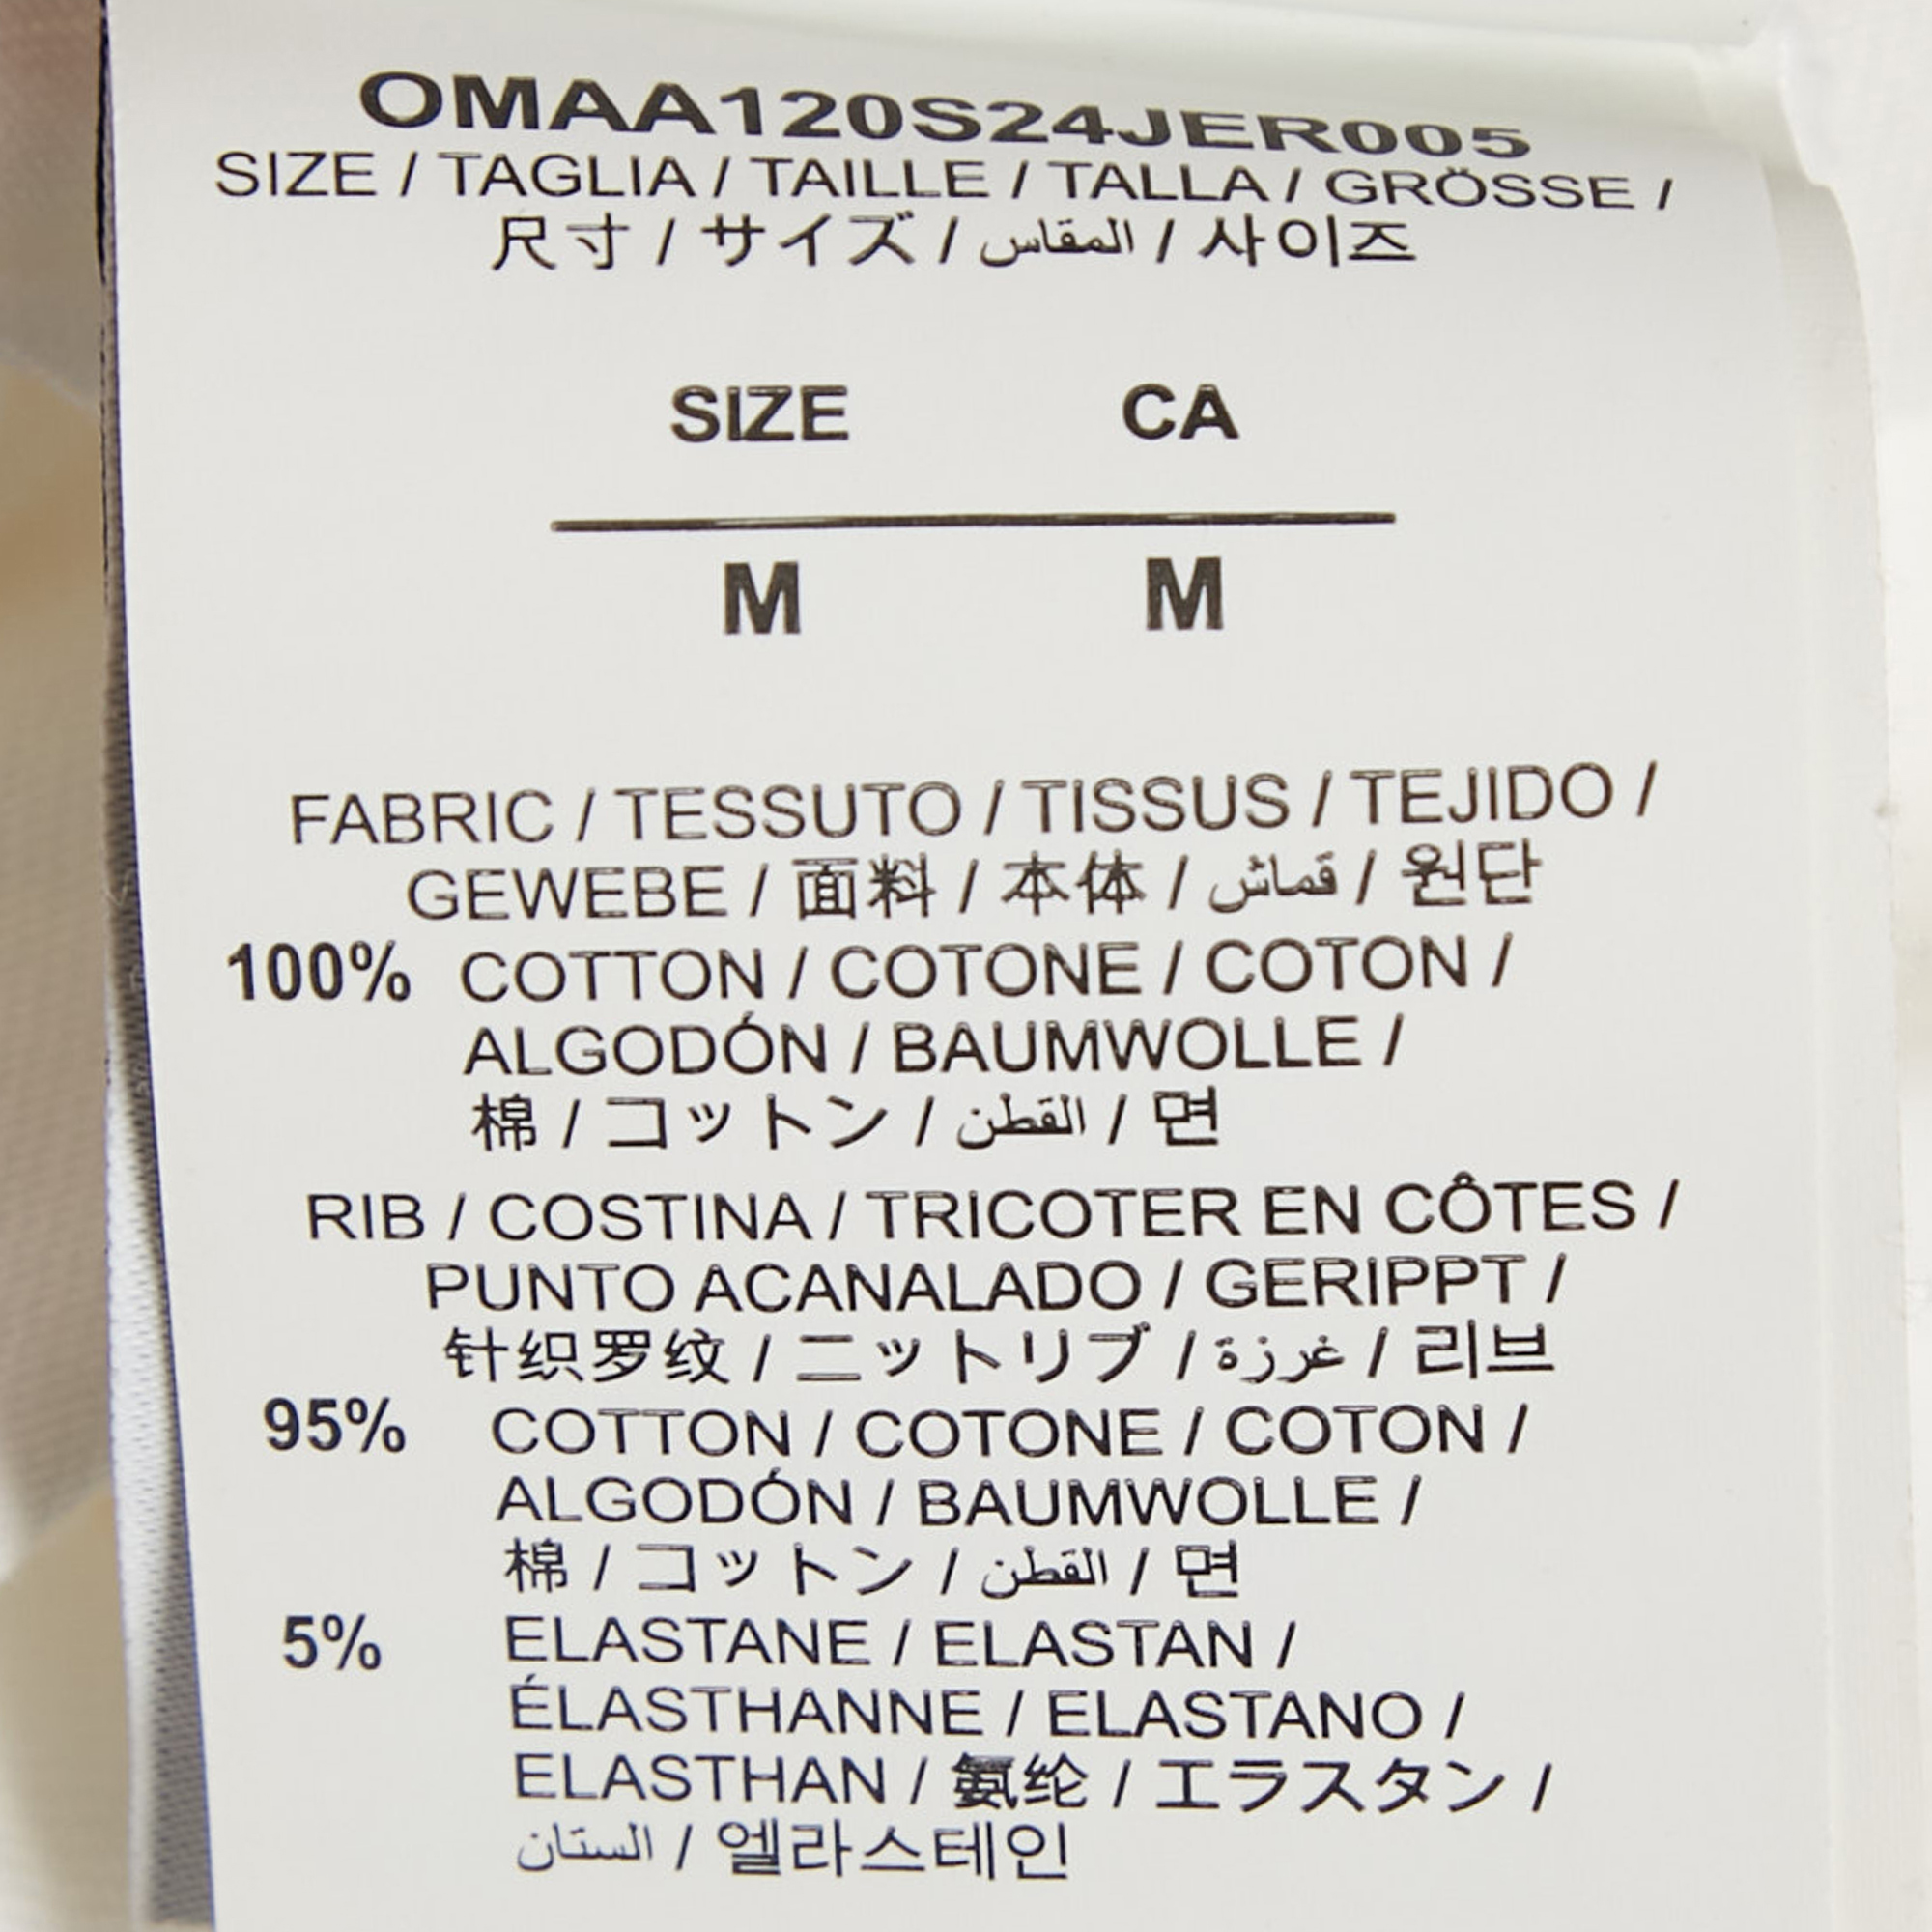 OMAA120S24JER005
SIZE / TAGLIA / TAILLE / TALLA / GRÖSSE /
尺寸 / サイズ / المقاس / 사이즈
SIZE CA
M M
FABRIC / TESSUTO / TISSUS / TEJIDO /
GEWEBE / 面料 / 本体 / قماش / 원단
100% COTTON / COTONE / COTON /
ALGODÓN / BAUMWOLLE /
棉 / コットン / القطن / 면
RIB / COSTINA / TRICOTER EN CÔTES /
PUNTO ACANALADO / GERIPPT /
针织罗纹 / ニットリブ / غرزة / 리브
95% COTTON / COTONE / COTON /
ALGODÓN / BAUMWOLLE /
棉 / コットン / القطن / 면
5% ELASTANE / ELASTAN /
ÉLASTHANNE / ELASTANO /
ELASTHAN / 氨纶 / エラスタン /
الستان / 엘라스테인